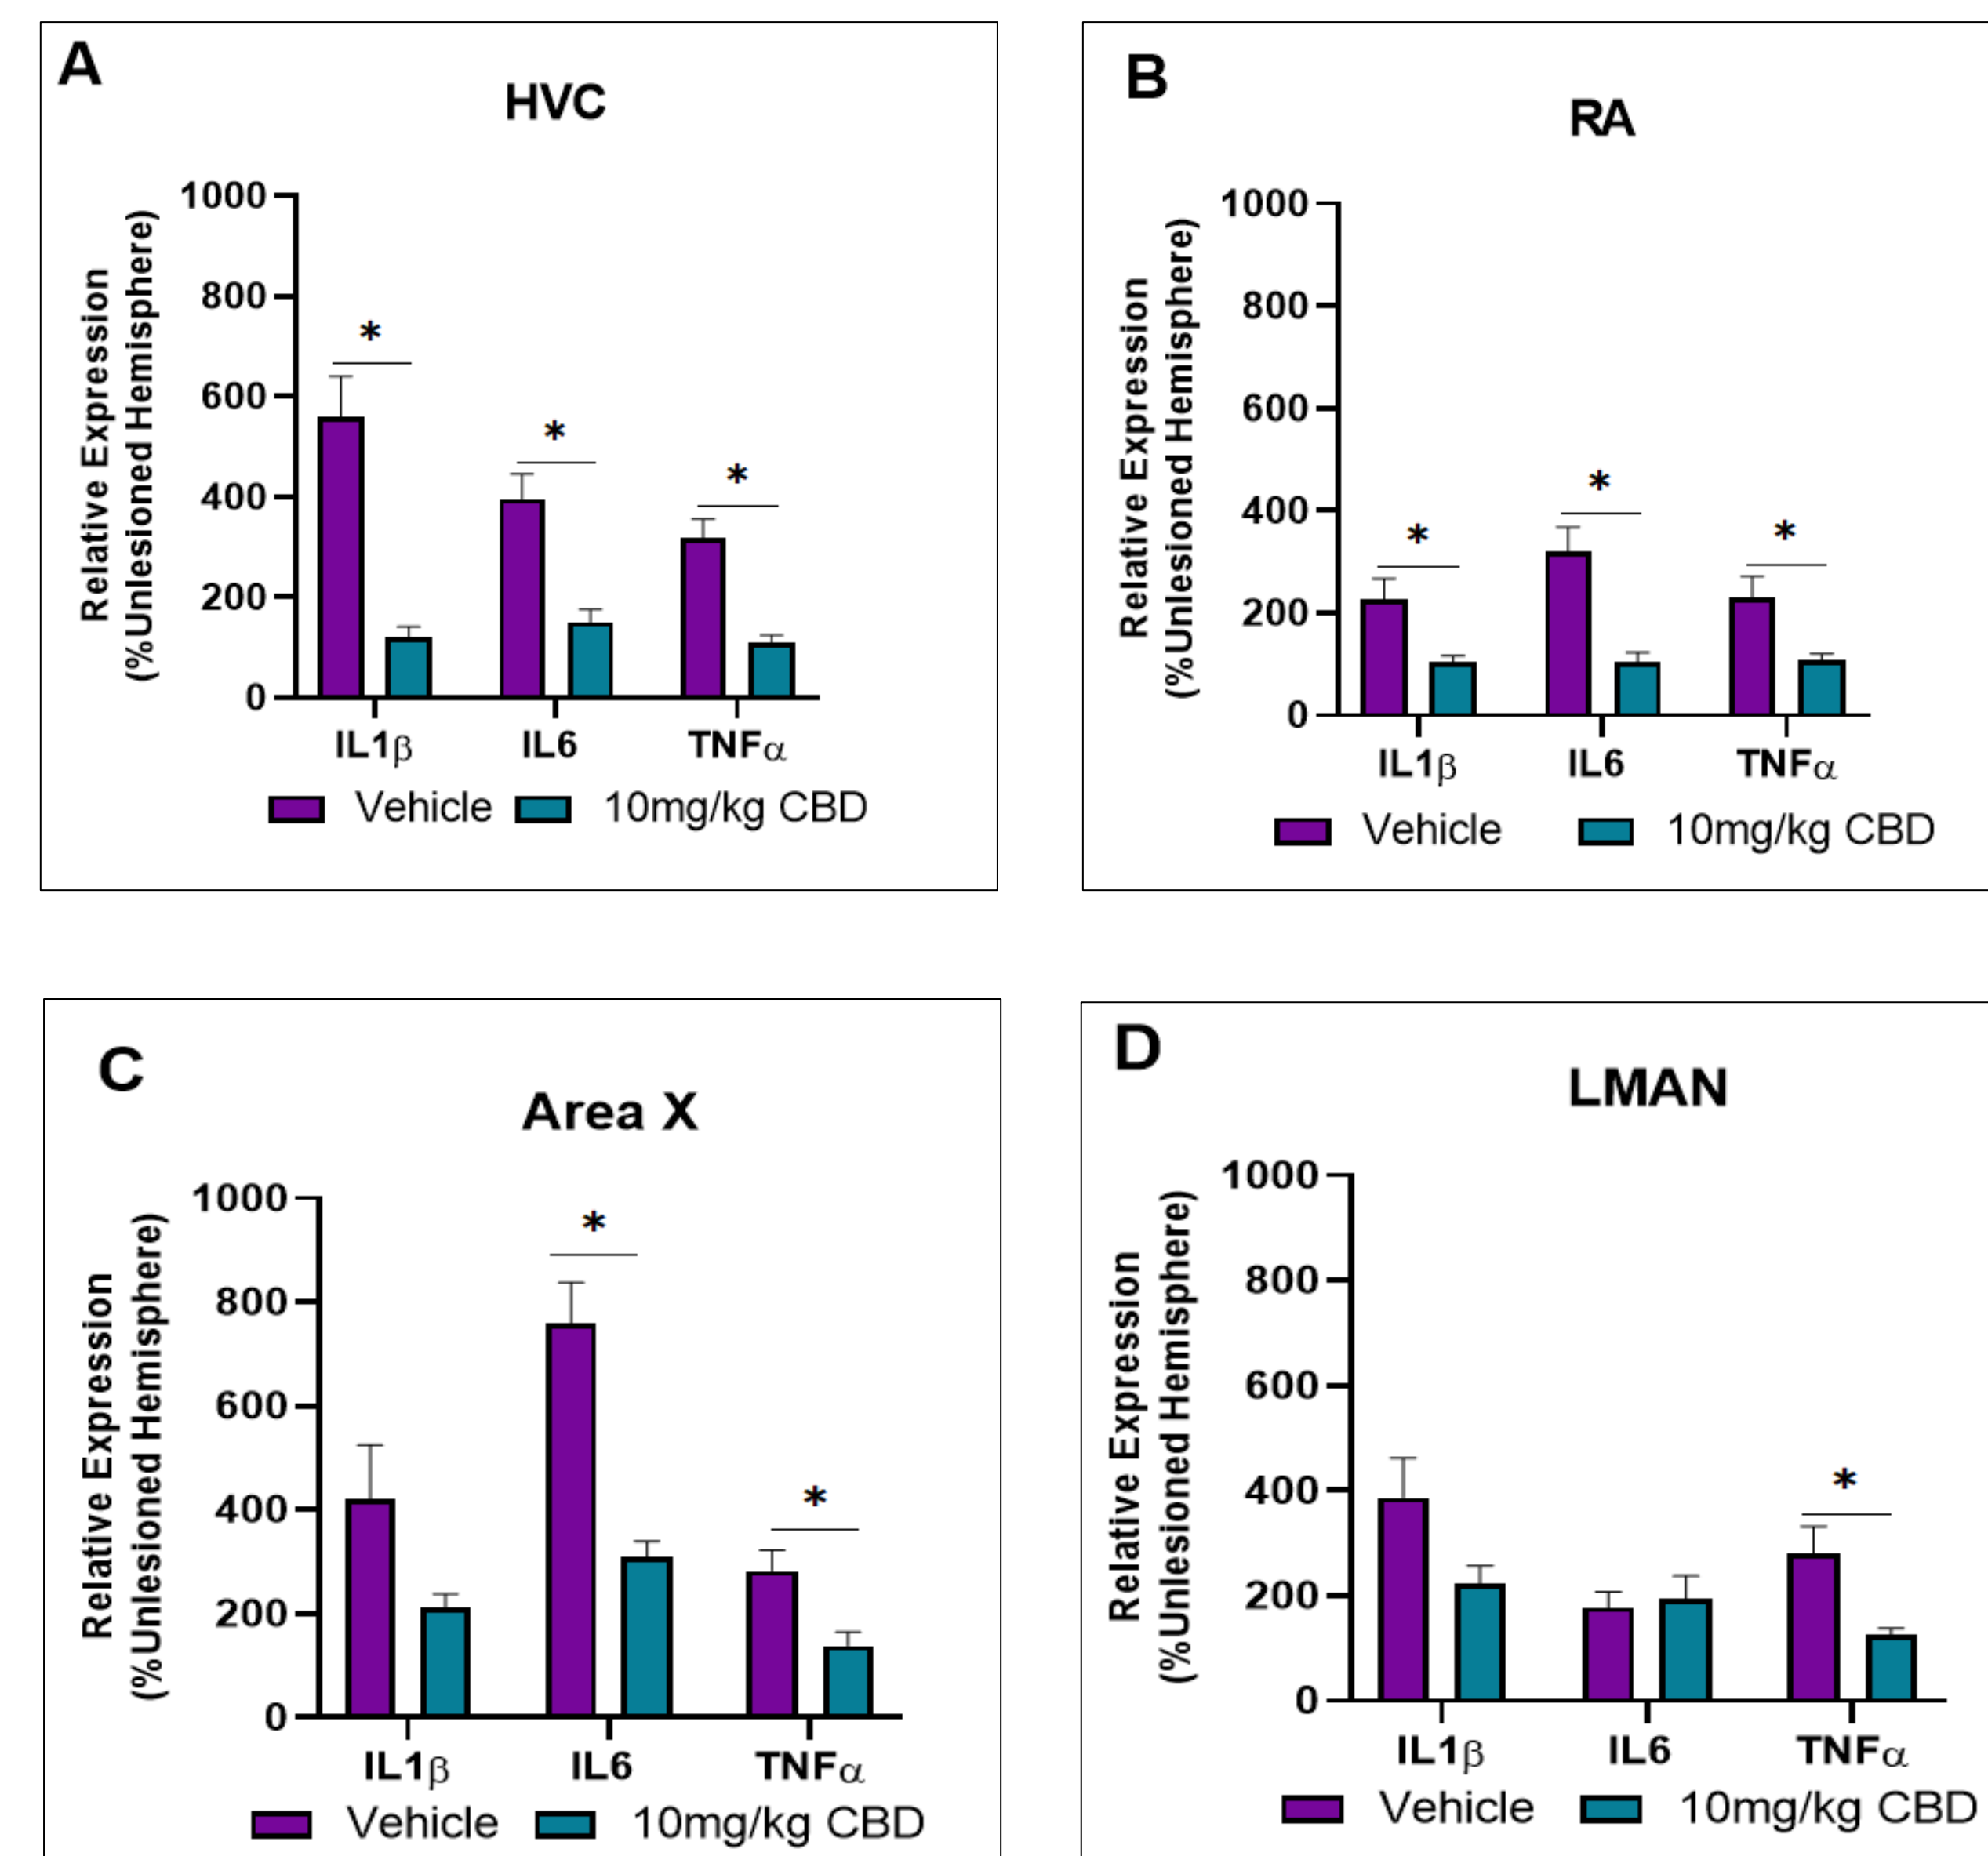 A
HVC
Relative Expression
(%Unlesioned Hemisphere)
1000
800
600
400
200
0
*
*
*
IL1β
IL6
TNFα
Vehicle
10mg/kg CBD
B
RA
Relative Expression
(%Unlesioned Hemisphere)
1000
800
600
400
200
0
*
*
*
IL1β
IL6
TNFα
Vehicle
10mg/kg CBD
C
Area X
Relative Expression
(%Unlesioned Hemisphere)
1000
800
600
400
200
0
*
*
IL1β
IL6
TNFα
Vehicle
10mg/kg CBD
D
LMAN
Relative Expression
(%Unlesioned Hemisphere)
1000
800
600
400
200
0
*
IL1β
IL6
TNFα
Vehicle
10mg/kg CBD